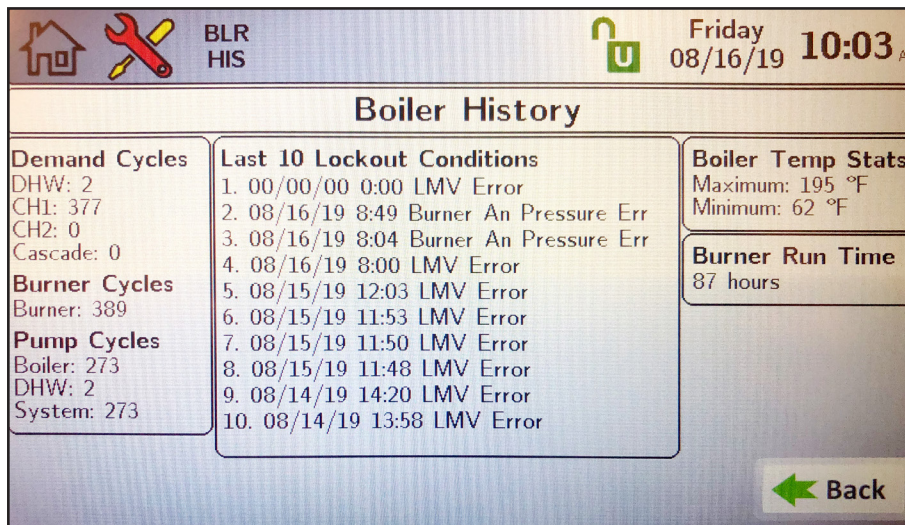 BLR
HIS
U
Friday
08/16/19
10:03
Boiler History
Demand Cycles
DHW: 2
CH1: 377
CH2: 0
Cascade: 0
Burner Cycles
Burner: 389
Pump Cycles
Boiler: 273
DHW: 2
System: 273
Last 10 Lockout Conditions
1. 00/00/00 0:00 LMV Error
2. 08/16/19 8:49 Burner An Pressure Err
3. 08/16/19 8:04 Burner An Pressure Err
4. 08/16/19 8:00 LMV Error
5. 08/15/19 12:03 LMV Error
6. 08/15/19 11:53 LMV Error
7. 08/15/19 11:50 LMV Error
8. 08/15/19 11:48 LMV Error
9. 08/14/19 14:20 LMV Error
10. 08/14/19 13:58 LMV Error
Boiler Temp Stats
Maximum: 195 °F
Minimum: 62 °F
Burner Run Time
87 hours
Back